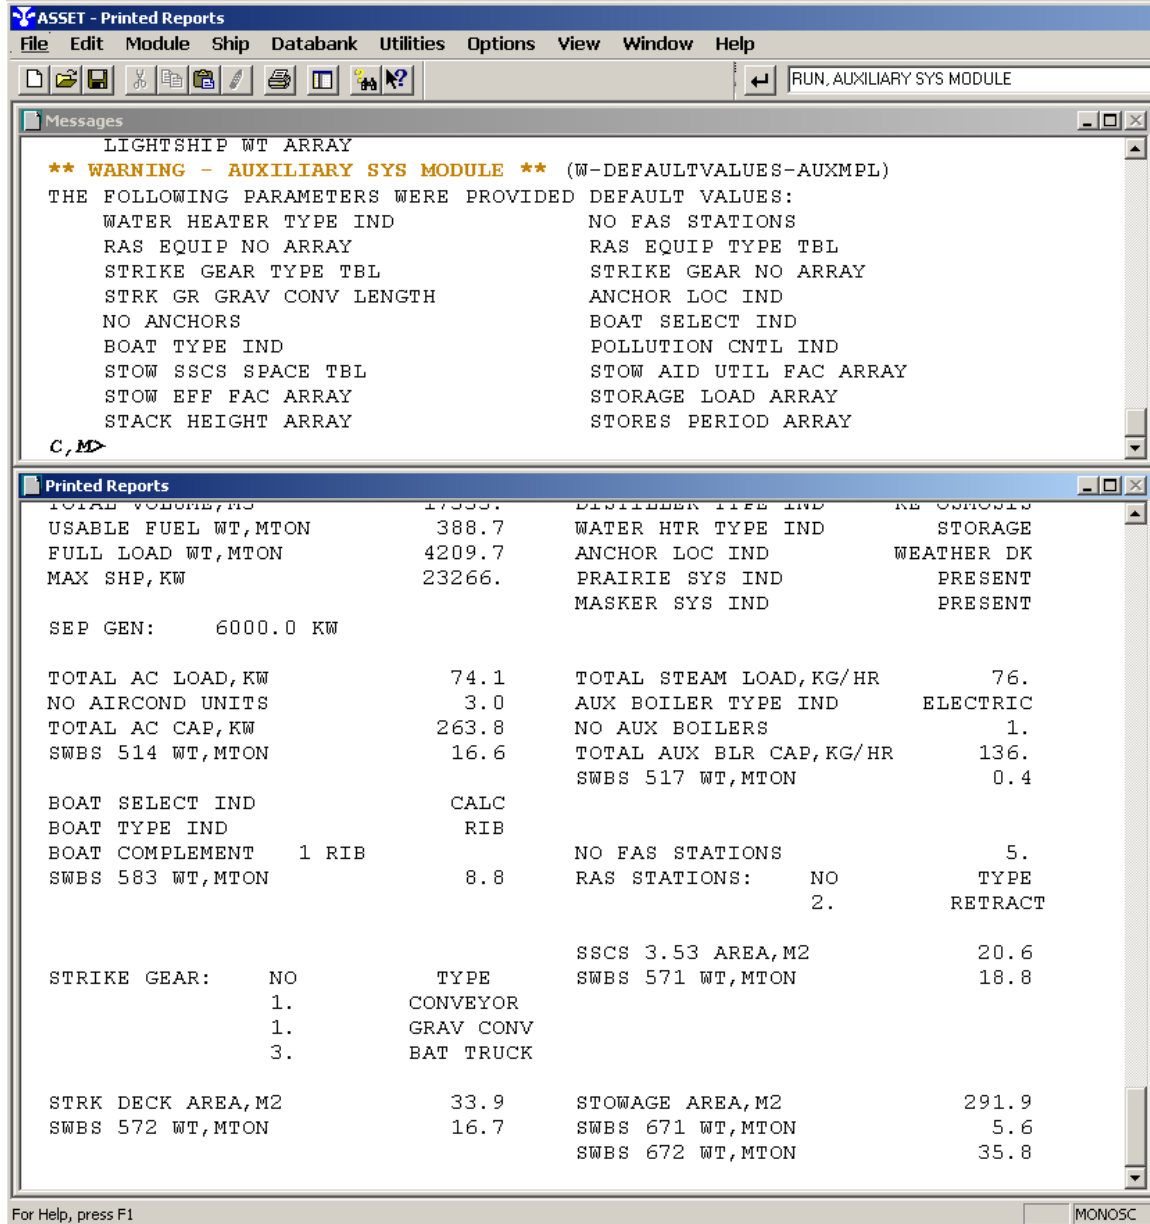 ASSET - Printed Reports
File Edit Module Ship Databank Utilities Options View Window Help
RUN, AUXILIARY SYS MODULE
Messages
LIGHTSHIP WT ARRAY
** WARNING - AUXILIARY SYS MODULE ** (W-DEFAULTVALUES-AUXMPL)
THE FOLLOWING PARAMETERS WERE PROVIDED DEFAULT VALUES:
WATER HEATER TYPE IND NO FAS STATIONS
RAS EQUIP NO ARRAY RAS EQUIP TYPE TBL
STRIKE GEAR TYPE TBL STRIKE GEAR NO ARRAY
STRK GR GRAV CONV LENGTH ANCHOR LOC IND
NO ANCHORS BOAT SELECT IND
BOAT TYPE IND POLLUTION CNTL IND
STOW SSCS SPACE TBL STOW AID UTIL FAC ARRAY
STOW EFF FAC ARRAY STORAGE LOAD ARRAY
STACK HEIGHT ARRAY STORES PERIOD ARRAY
C,M>
Printed Reports
TOTAL VOLUME,M3 DISTILLER TYPE IND RE OSMOSIS
USABLE FUEL WT,MTON 388.7 WATER HTR TYPE IND STORAGE
FULL LOAD WT,MTON 4209.7 ANCHOR LOC IND WEATHER DK
MAX SHP,KW 23266. PRAIRIE SYS IND PRESENT
MASKER SYS IND PRESENT
SEP GEN: 6000.0 KW
TOTAL AC LOAD,KW 74.1 TOTAL STEAM LOAD,KG/HR 76.
NO AIRCOND UNITS 3.0 AUX BOILER TYPE IND ELECTRIC
TOTAL AC CAP,KW 263.8 NO AUX BOILERS 1.
SWBS 514 WT,MTON 16.6 TOTAL AUX BLR CAP,KG/HR 136.
SWBS 517 WT,MTON 0.4
BOAT SELECT IND CALC
BOAT TYPE IND RIB
BOAT COMPLEMENT 1 RIB NO FAS STATIONS 5.
SWBS 583 WT,MTON 8.8 RAS STATIONS: NO TYPE
2. RETRACT
SSCS 3.53 AREA,M2 20.6
STRIKE GEAR: NO TYPE SWBS 571 WT,MTON 18.8
1. CONVEYOR
1. GRAV CONV
3. BAT TRUCK
STRK DECK AREA,M2 33.9 STOWAGE AREA,M2 291.9
SWBS 572 WT,MTON 16.7 SWBS 671 WT,MTON 5.6
SWBS 672 WT,MTON 35.8
For Help, press F1 MONOSC